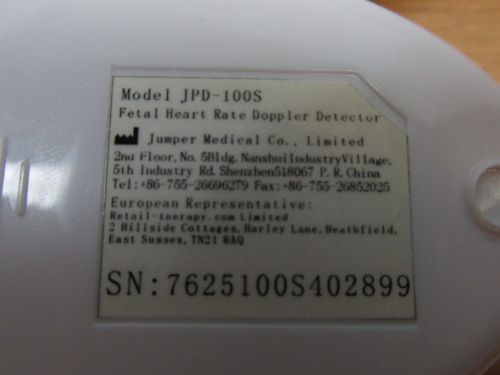 Model JPD-100S
Fetal Heart Rate Doppler Detector
Jumper Medical Co., Limited
2nd Floor, No. 5Bldg. NanshuiIndustryVillage,
5th Industry Rd. Shenzhen518067 P.R.China
Tel:+86-755-26696279 Fax:+86-755-26852025
European Representative:
Retail-therapy.com Limited
2 Hillside Cottages, Harley Lane, Heathfield,
East Sussex, TN21 8AQ
SN:7625100S402899